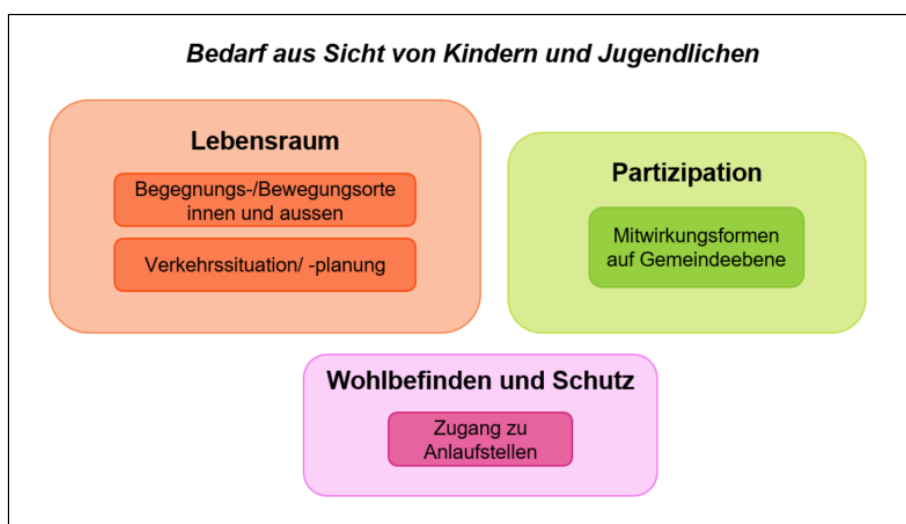 Bedarf aus Sicht von Kindern und Jugendlichen
Lebensraum
Begegnungs-/Bewegungsorte
innen und aussen
Verkehrssituation/ -planung
Partizipation
Mitwirkungsformen
auf Gemeindeebene
Wohlbefinden und Schutz
Zugang zu
Anlaufstellen